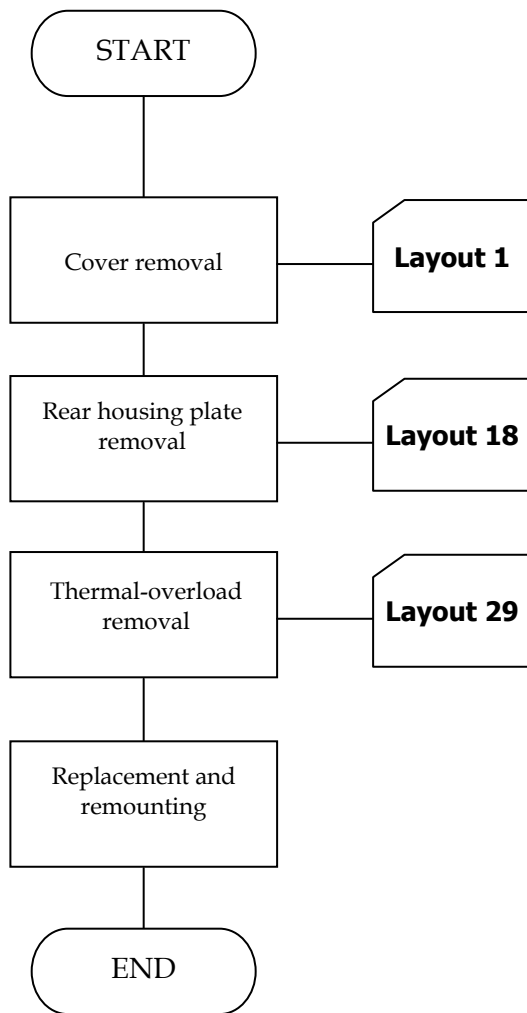 START
Cover removal
Layout 1
Rear housing plate
removal
Layout 18
Thermal-overload
removal
Layout 29
Replacement and
remounting
END